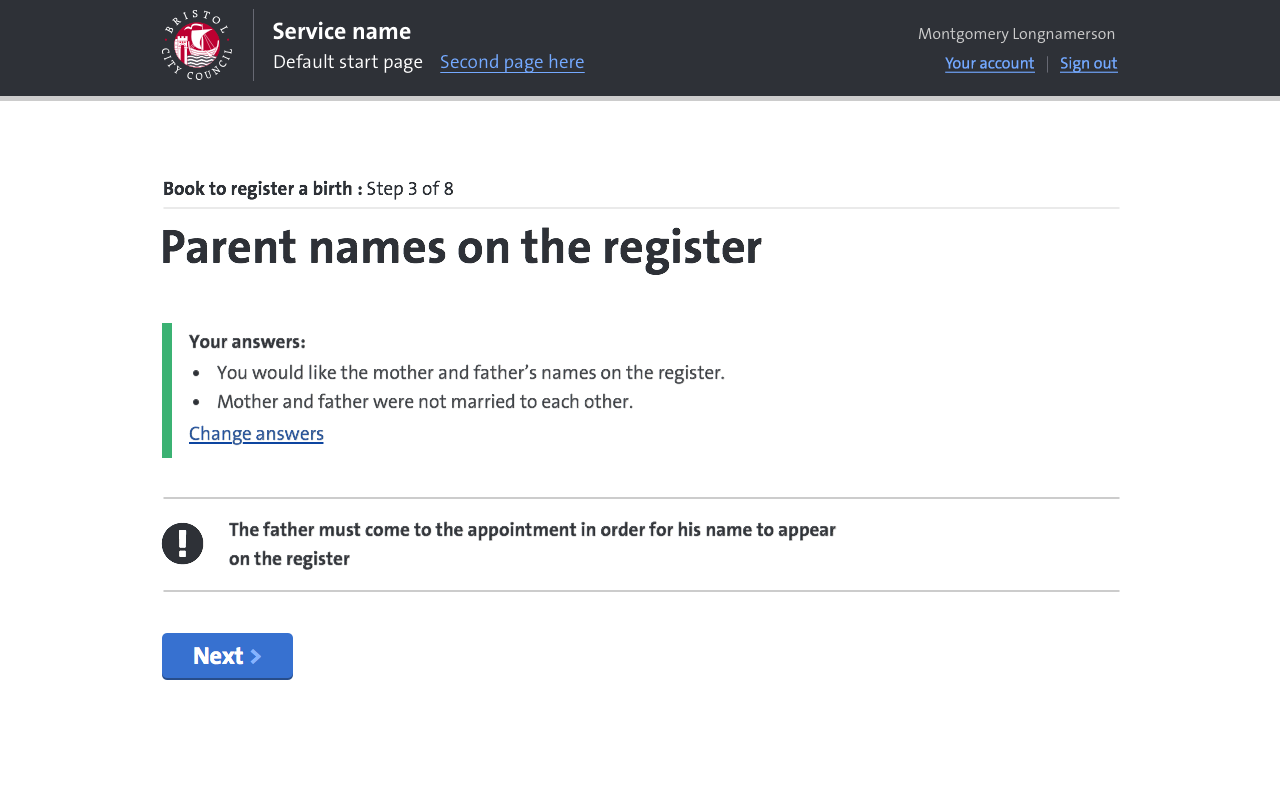 BRISTOL
CITY COUNCIL
Service name
Default start page Second page here
Montgomery Longnamerson
Your account | Sign out
Book to register a birth : Step 3 of 8
Parent names on the register
Your answers:
• You would like the mother and father’s names on the register.
• Mother and father were not married to each other.
Change answers
The father must come to the appointment in order for his name to appear
on the register
Next >